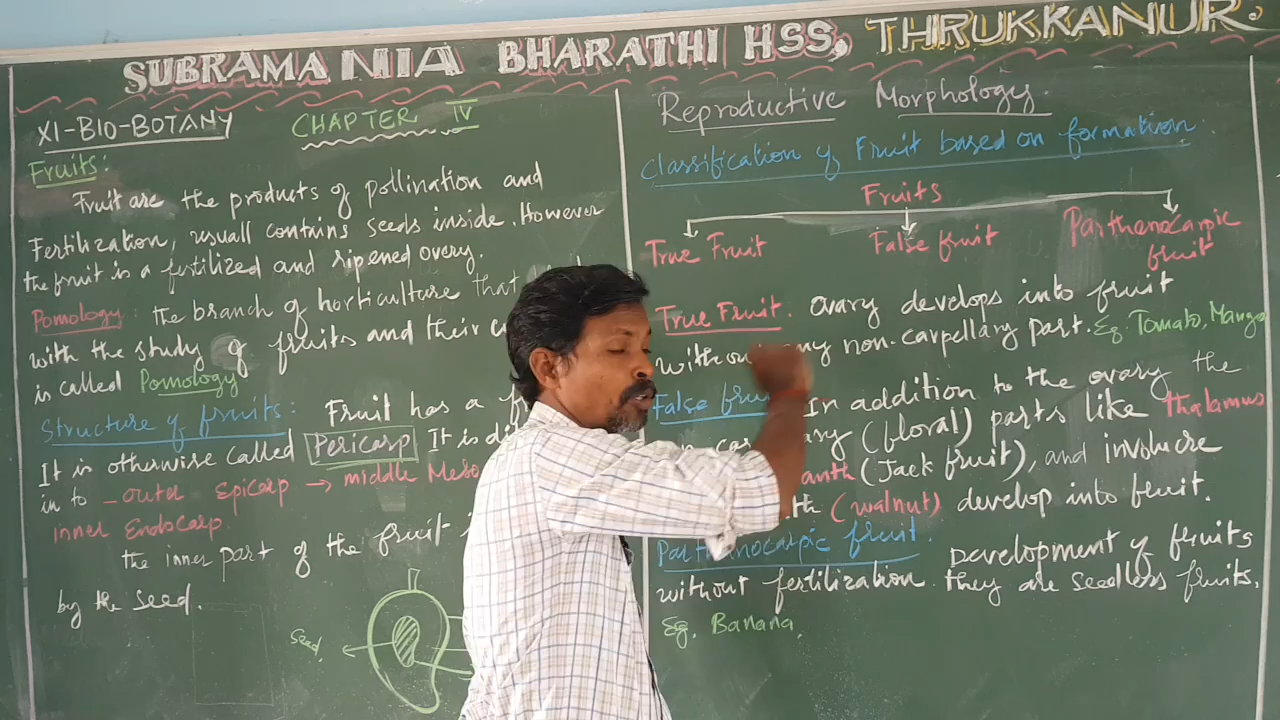 SUBRAMANIA BHARATHI HSS, THRUKKANUR.
XI-BIO-BOTANY CHAPTER IV
Fruits:
Fruit are the products of pollination and
Fertilization, usuall contains seeds inside. However
the fruit is a fertilized and ripened overy.
Pomology: the branch of horticulture that
with the study of fruits and their
is called Pomology
Structure of fruits: Fruit has a
It is otherwise called Pericarp It is
in to - outer Epicarp → middle Meso
inner Endocarp.
the inner part of the fruit
by the seed.
Seed.
Reproductive Morphology.
Classification of Fruit based on formation.
Fruits
True Fruit False fruit Parthenocarpic
fruit
True Fruit. Ovary develops into fruit
any non-carpellary part. Eg. Tomato, Mango
False In addition to the ovary the
(floral) parts like Thalamus
(Jack fruit), and involucre
(walnut) develop into fruit.
Parthenocarpic fruit. Development of fruits
without fertilization. They are seedless fruits.
Eg. Banana.